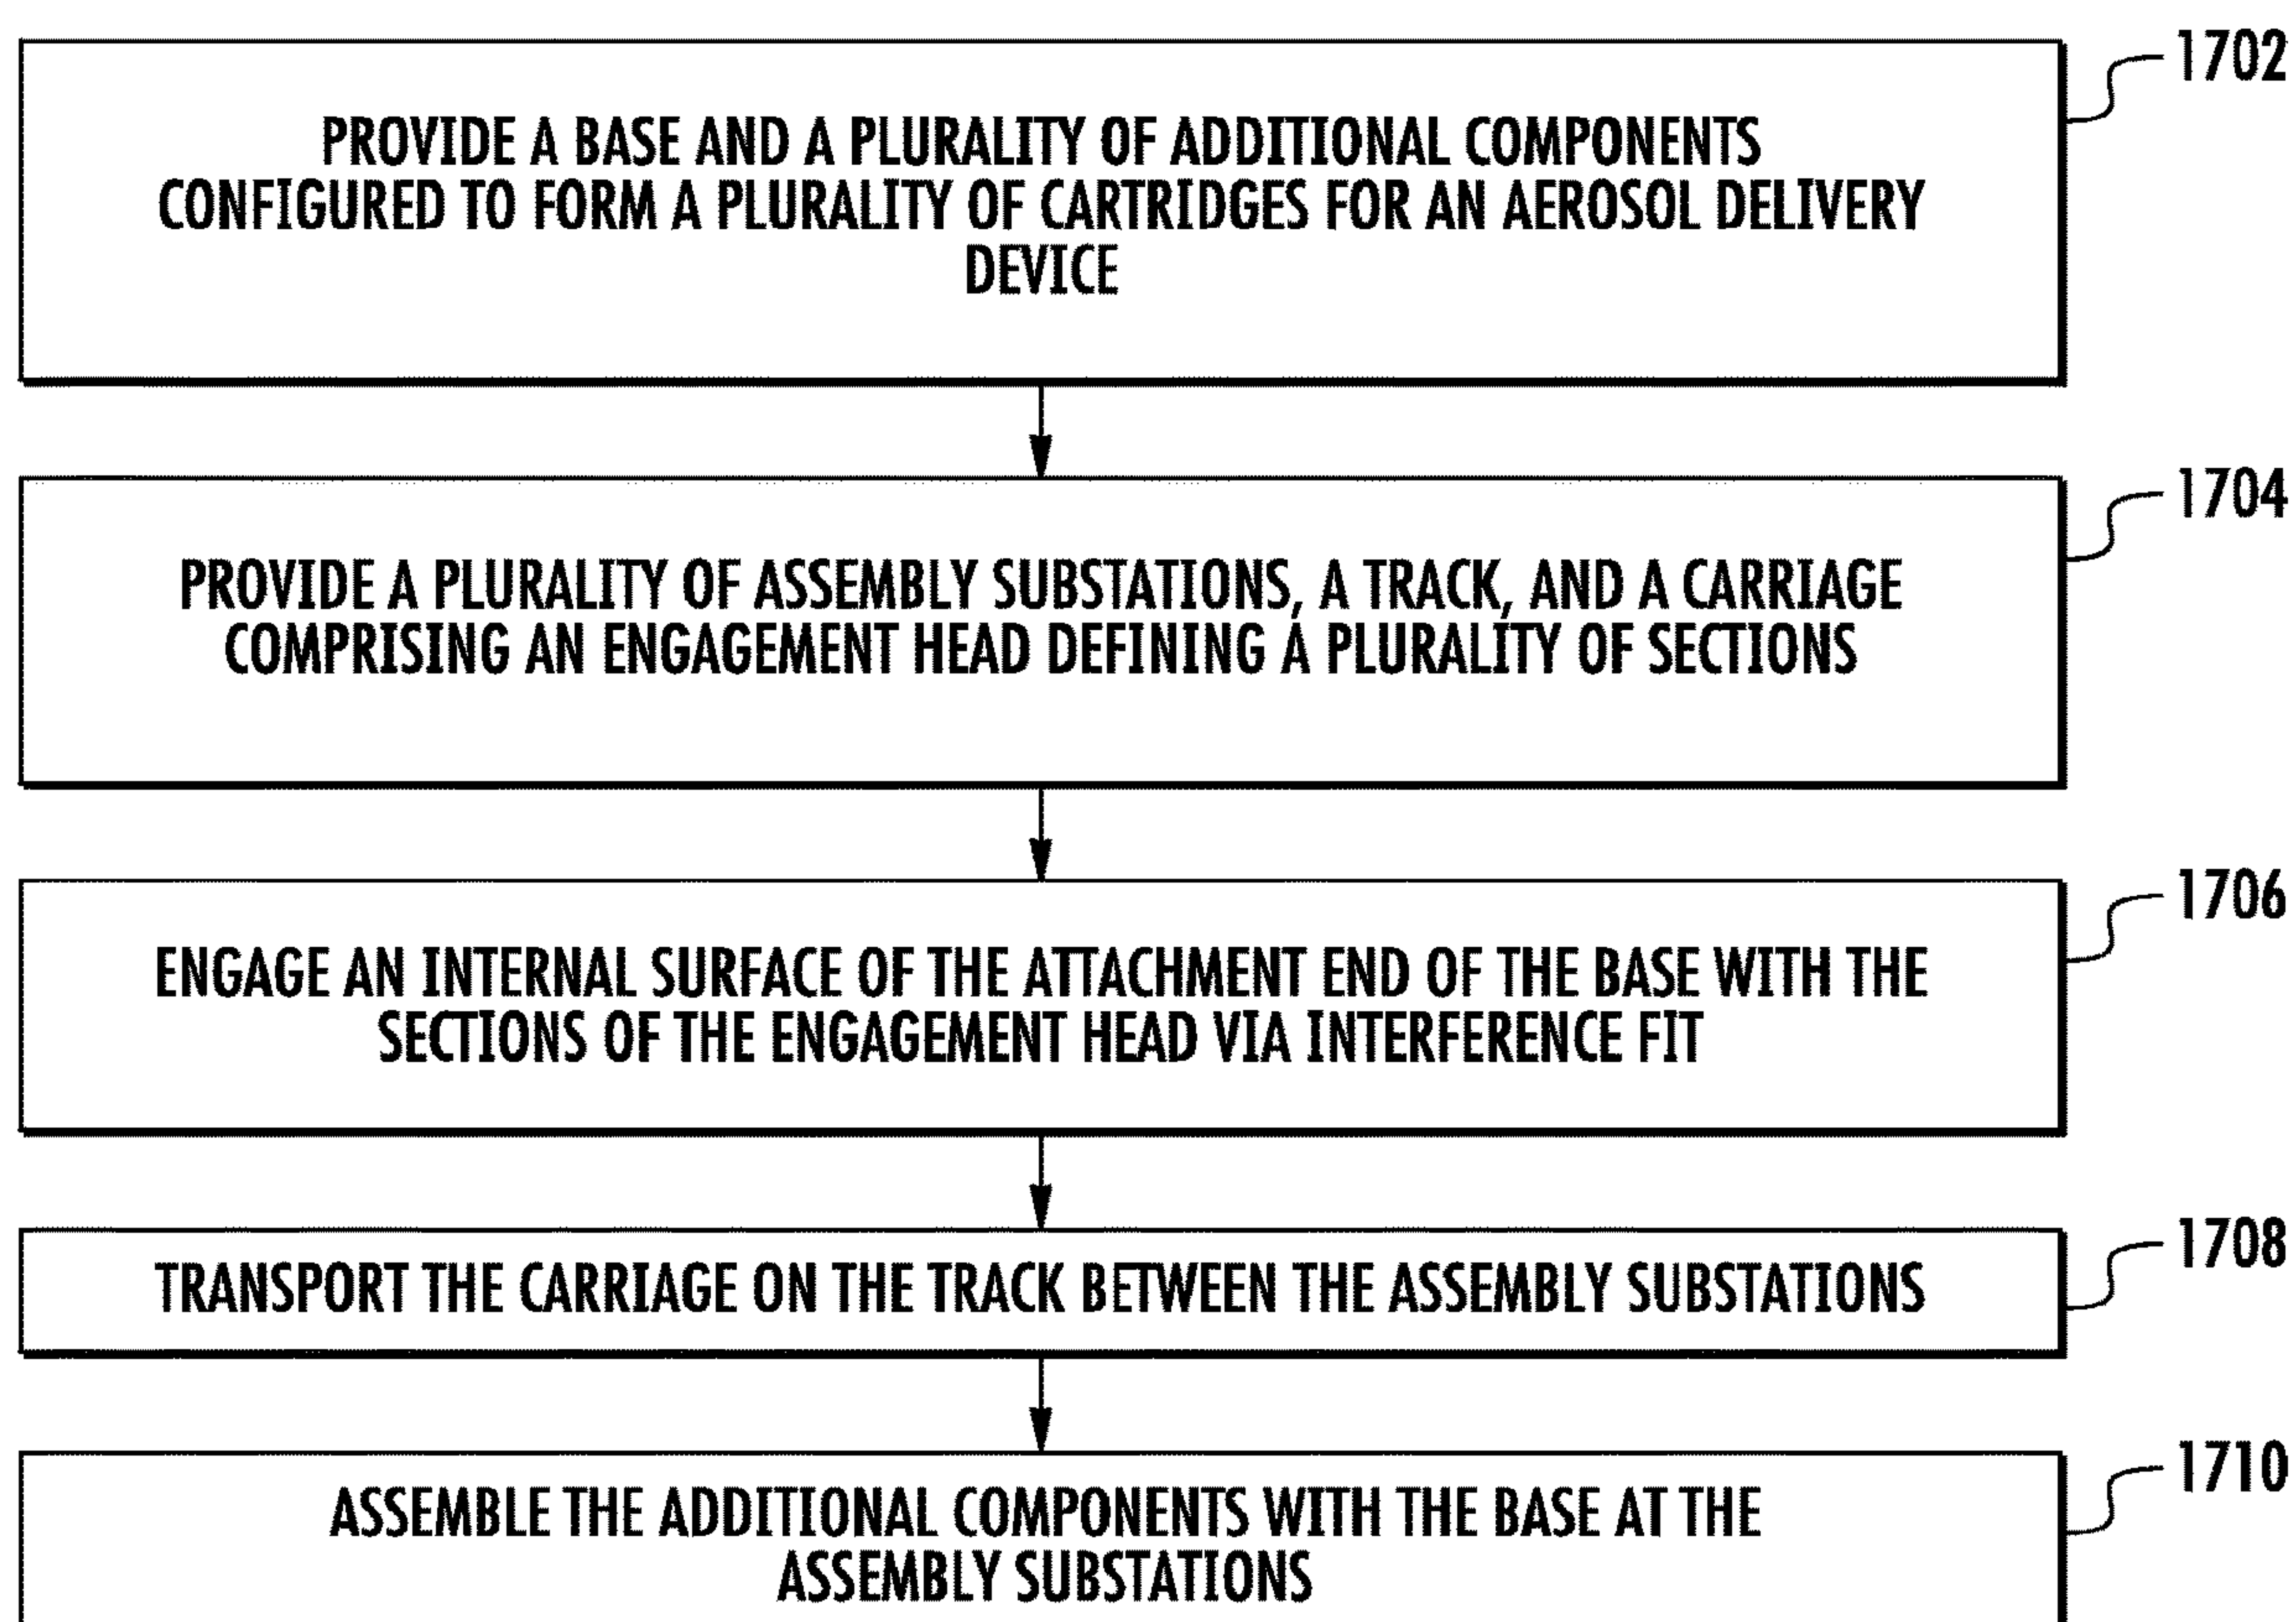 1702
PROVIDE A BASE AND A PLURALITY OF ADDITIONAL COMPONENTS
CONFIGURED TO FORM A PLURALITY OF CARTRIDGES FOR AN AEROSOL DELIVERY
DEVICE
1704
PROVIDE A PLURALITY OF ASSEMBLY SUBSTATIONS, A TRACK, AND A CARRIAGE
COMPRISING AN ENGAGEMENT HEAD DEFINING A PLURALITY OF SECTIONS
1706
ENGAGE AN INTERNAL SURFACE OF THE ATTACHMENT END OF THE BASE WITH THE
SECTIONS OF THE ENGAGEMENT HEAD VIA INTERFERENCE FIT
1708
TRANSPORT THE CARRIAGE ON THE TRACK BETWEEN THE ASSEMBLY SUBSTATIONS
1710
ASSEMBLE THE ADDITIONAL COMPONENTS WITH THE BASE AT THE
ASSEMBLY SUBSTATIONS